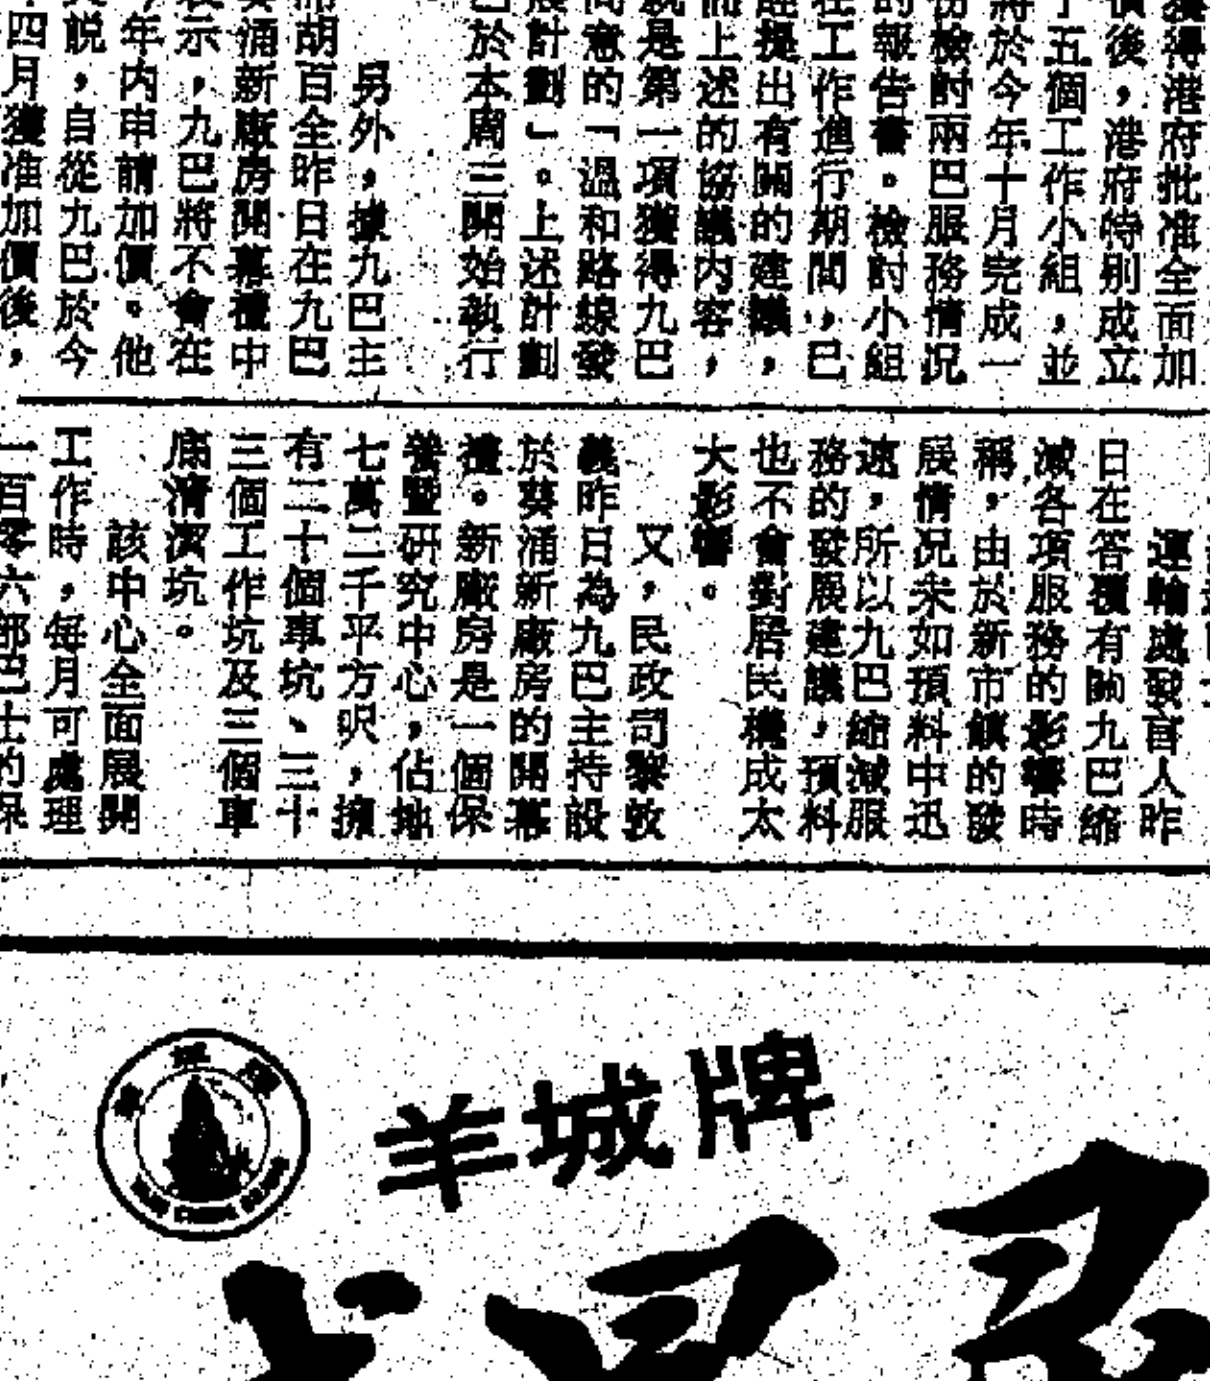 獲得港府批准全面加
價後，港府特别成立
了五個工作小組，並
將於今年十月完成一
份檢討兩巴服務情况
的報告書。檢討小組
在工作進行期間，已
經提出有關的建議，
而上述的協議內容，
就是第一項獲得九巴
同意的「溫和路線發
展計劃」。上述計劃
已於本周三開始執行
另外，據九巴主
席胡百全昨日在九巴
葵涌新廠房開幕禮中
表示，九巴將不會在
年內申請加價。他
説，自從九巴於今
年四月獲准加價後，
運輸處發言人昨
日在答覆有關九巴縮
減各項服務的影響時
稱，由於新市鎮的發
展情况未如預料中迅
速，所以九巴縮減服
務的發展建議，預料
也不會對居民構成太
大影響。
又，民政司黎敦
義昨日為九巴主持設
於葵涌新廠房的開幕
禮。新廠房是一個保
養暨研究中心，佔地
七萬二千平方呎，擁
有二十個車坑、三十
三個工作坑及三個車
底清潔坑。
該中心全面展開
工作時，每月可處理
一百零六部巴士的保
羊城牌